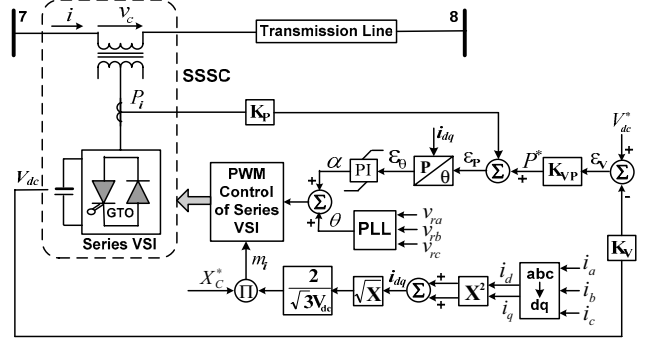 7
i
v_c
8
Transmission Line
SSSC
P_i
K_P
i_dq
V*_dc
+
V_dc
GTO
Series VSI
PWM
Control
of Series
VSI
α
PI
ε_θ
P
θ
ε_P
Σ
+
P*
K_VP
ε_V
Σ
-
+
Σ
+
θ
PLL
v_ra
v_rb
v_rc
K_V
m_i
X*_C
Π
2
√3V_dc
√X
i_dq
Σ
+
+
X²
i_d
i_q
abc
dq
i_a
i_b
i_c